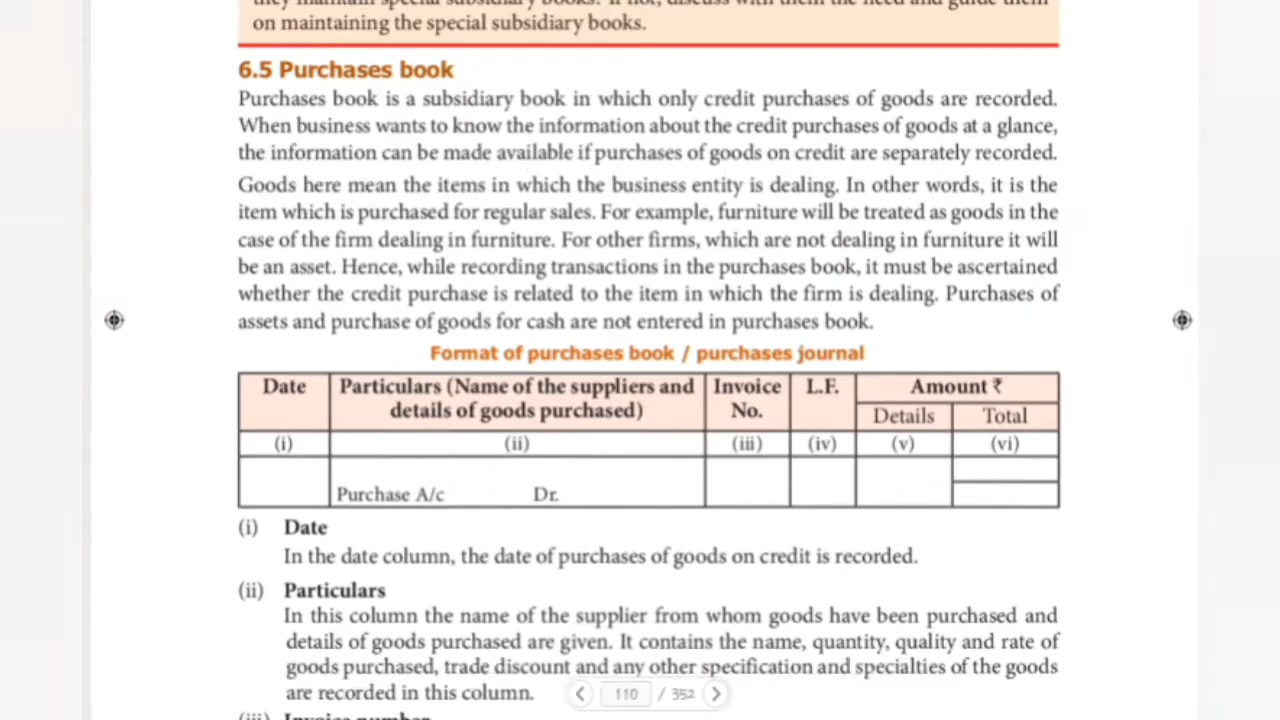 on maintaining the special subsidiary books.
6.5 Purchases book
Purchases book is a subsidiary book in which only credit purchases of goods are recorded.
When business wants to know the information about the credit purchases of goods at a glance,
the information can be made available if purchases of goods on credit are separately recorded.
Goods here mean the items in which the business entity is dealing. In other words, it is the
item which is purchased for regular sales. For example, furniture will be treated as goods in the
case of the firm dealing in furniture. For other firms, which are not dealing in furniture it will
be an asset. Hence, while recording transactions in the purchases book, it must be ascertained
whether the credit purchase is related to the item in which the firm is dealing. Purchases of
assets and purchase of goods for cash are not entered in purchases book.
Format of purchases book / purchases journal
Date Particulars (Name of the suppliers and Invoice L.F. Amount ₹
details of goods purchased) No. Details Total
(i) (ii) (iii) (iv) (v) (vi)
Purchase A/c Dr.
(i) Date
In the date column, the date of purchases of goods on credit is recorded.
(ii) Particulars
In this column the name of the supplier from whom goods have been purchased and
details of goods purchased are given. It contains the name, quantity, quality and rate of
goods purchased, trade discount and any other specification and specialties of the goods
are recorded in this column.
110 / 352